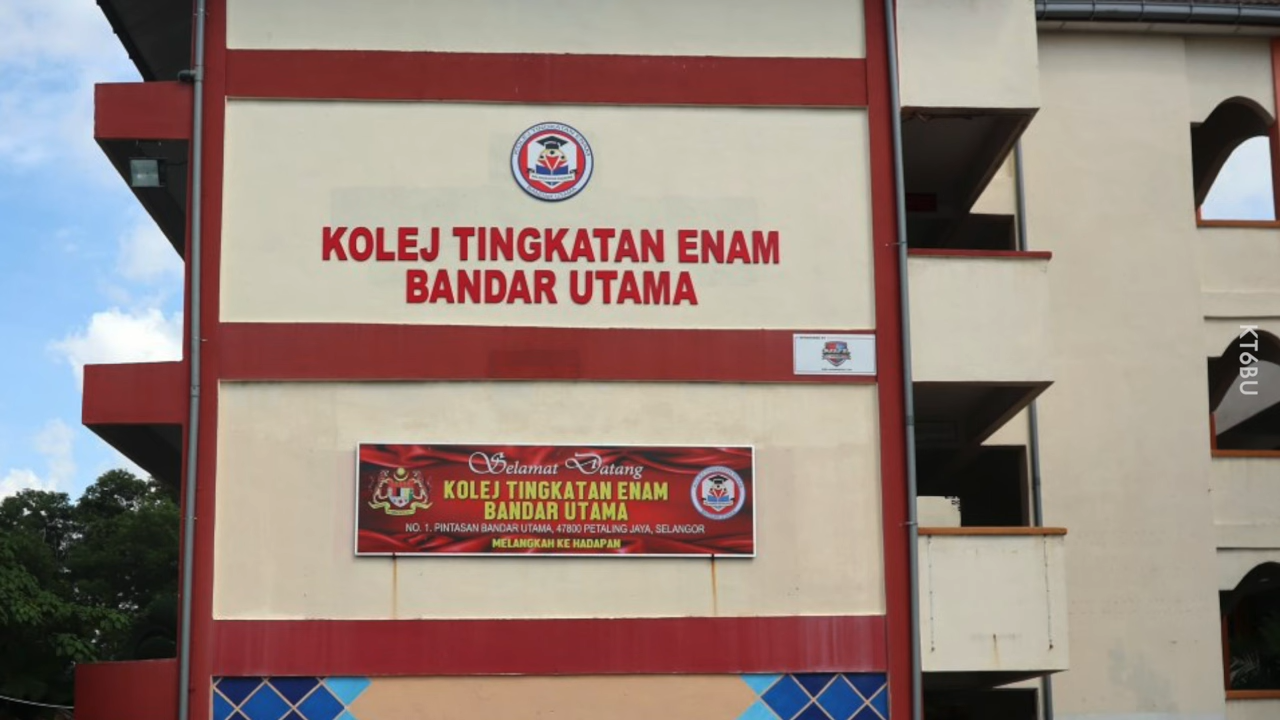 KOLEJ TINGKATAN ENAM
BANDAR UTAMA
Selamat Datang
KOLEJ TINGKATAN ENAM
BANDAR UTAMA
NO. 1, PINTASAN BANDAR UTAMA, 47800 PETALING JAYA, SELANGOR
MELANGKAH KE HADAPAN
KT6BU